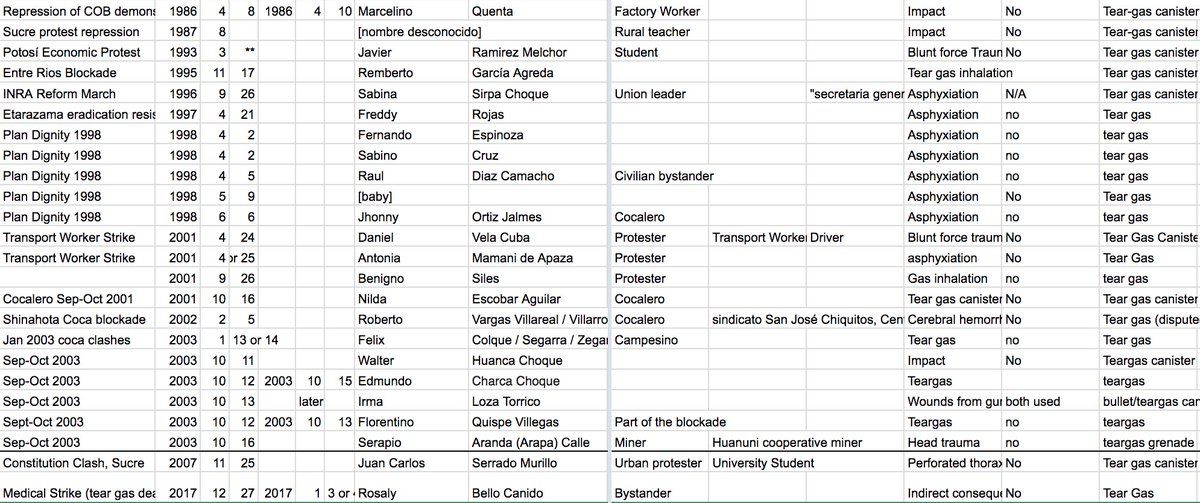 Repression of COB demons 1986 4 8 1986 4 10 Marcelino Quenta Factory Worker Impact No Tear-gas canister
Sucre protest repression 1987 8 [nombre desconocido] Rural teacher Impact No Tear-gas canister
Potosí Economic Protest 1993 3 ** Javier Ramirez Melchor Student Blunt force Traum No Tear gas canister
Entre Rios Blockade 1995 11 17 Remberto García Agreda Tear gas inhalation Tear gas canister
INRA Reform March 1996 9 26 Sabina Sirpa Choque Union leader "secretaria gener Asphyxiation N/A Tear gas canister
Etarazama eradication resis 1997 4 21 Freddy Rojas Asphyxiation no Tear gas
Plan Dignity 1998 1998 4 2 Fernando Espinoza Asphyxiation no tear gas
Plan Dignity 1998 1998 4 2 Sabino Cruz Asphyxiation no tear gas
Plan Dignity 1998 1998 4 5 Raul Diaz Camacho Civilian bystander Asphyxiation no tear gas
Plan Dignity 1998 1998 5 9 [baby] Asphyxiation No Tear gas
Plan Dignity 1998 1998 6 6 Jhonny Ortiz Jalmes Cocalero Asphyxiation no tear gas
Transport Worker Strike 2001 4 24 Daniel Vela Cuba Protester Transport Worker Driver Blunt force traum No Tear Gas Caniste
Transport Worker Strike 2001 4 or 25 Antonia Mamani de Apaza Protester asphyxiation no Tear Gas
2001 9 26 Benigno Siles Protester Gas inhalation no tear gas
Cocalero Sep-Oct 2001 2001 10 16 Nilda Escobar Aguilar Cocalero Tear gas canister No Tear gas canister
Shinahota Coca blockade 2002 2 5 Roberto Vargas Villareal / Villarro Cocalero sindicato San José Chiquitos, Cen Cerebral hemorrh No Tear gas (dispute
Jan 2003 coca clashes 2003 1 13 or 14 Felix Colque / Segarra / Zegar Campesino Tear gas no Tear gas
Sep-Oct 2003 2003 10 11 Walter Huanca Choque Impact No Teargas canister
Sep-Oct 2003 2003 10 12 2003 10 15 Edmundo Charca Choque Teargas teargas
Sep-Oct 2003 2003 10 13 later Irma Loza Torrico Wounds from gun both used bullet/teargas can
Sept-Oct 2003 2003 10 12 2003 10 13 Florentino Quispe Villegas Part of the blockade Teargas no teargas
Sep-Oct 2003 2003 10 16 Serapio Aranda (Arapa) Calle Miner Huanuni cooperative miner Head trauma no teargas grenade
Constitution Clash, Sucre 2007 11 25 Juan Carlos Serrado Murillo Urban protester University Student Perforated thorax No Tear gas canister
Medical Strike (tear gas dea 2017 12 27 2017 1 3 or Rosaly Bello Canido Bystander Indirect consequ No Tear Gas